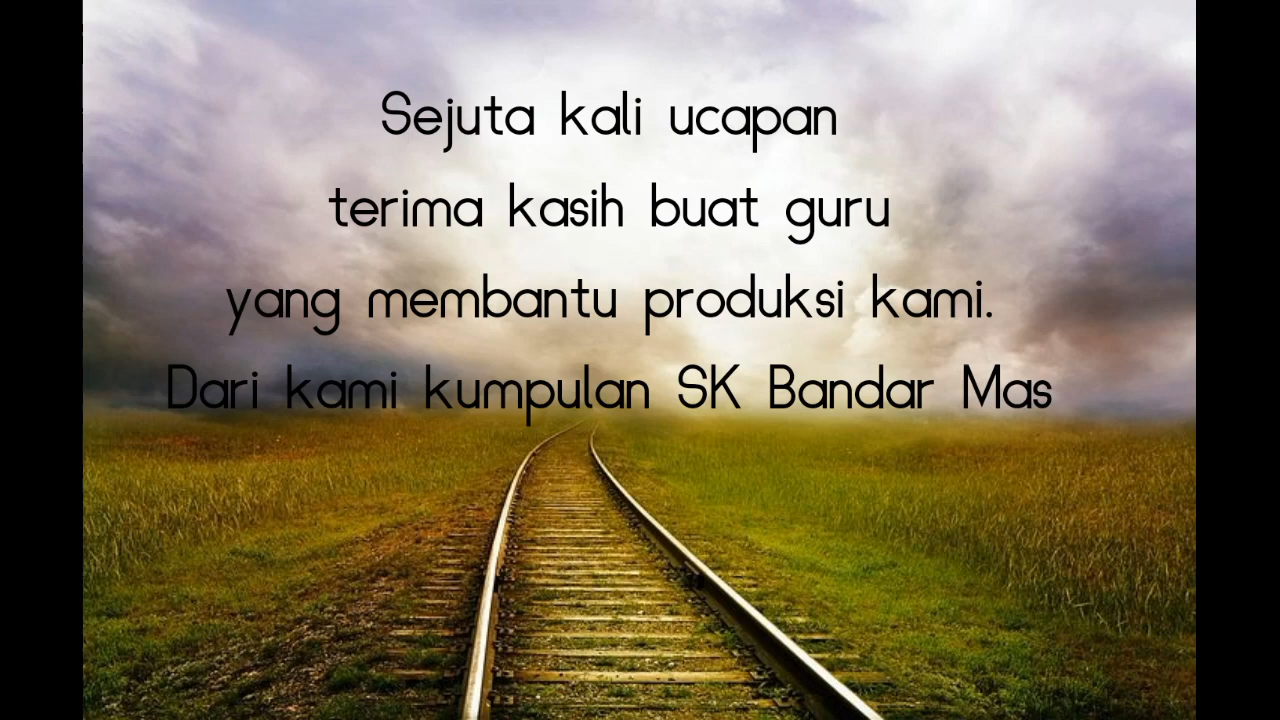 Sejuta kali ucapan
terima kasih buat guru
yang membantu produksi kami.
Dari kami kumpulan SK Bandar Mas